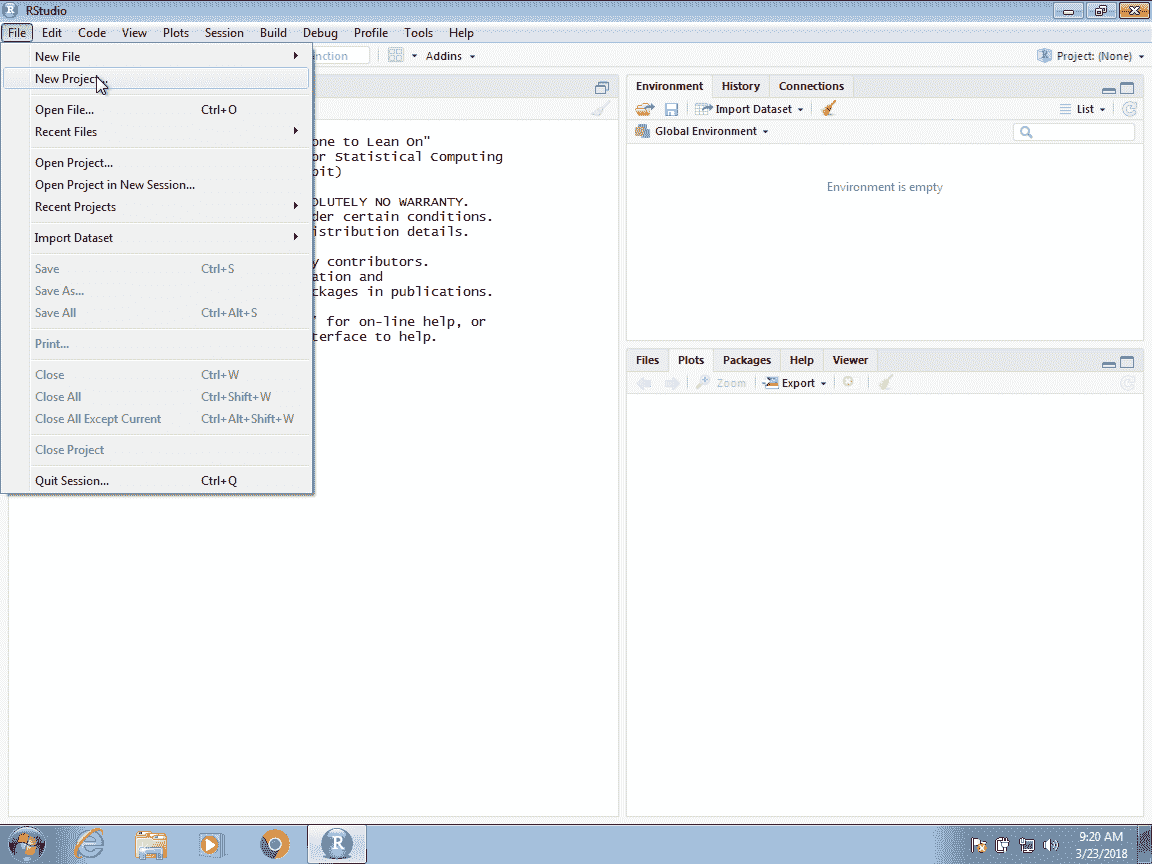 RStudio
File Edit Code View Plots Session Build Debug Profile Tools Help
New File
nction
Addins
Project: (None)
New Project...
Open File... Ctrl+O
Recent Files
Open Project...
Open Project in New Session...
Recent Projects
Import Dataset
Save Ctrl+S
Save As...
Save All Ctrl+Alt+S
Print...
Close Ctrl+W
Close All Ctrl+Shift+W
Close All Except Current Ctrl+Alt+Shift+W
Close Project
Quit Session... Ctrl+Q
one to Lean On"
or Statistical Computing
bit)
OLUTELY NO WARRANTY.
der certain conditions.
istribution details.
y contributors.
ation and
ckages in publications.
' for on-line help, or
terface to help.
Environment History Connections
Import Dataset
List
Global Environment
Environment is empty
Files Plots Packages Help Viewer
Zoom Export
9:20 AM
3/23/2018